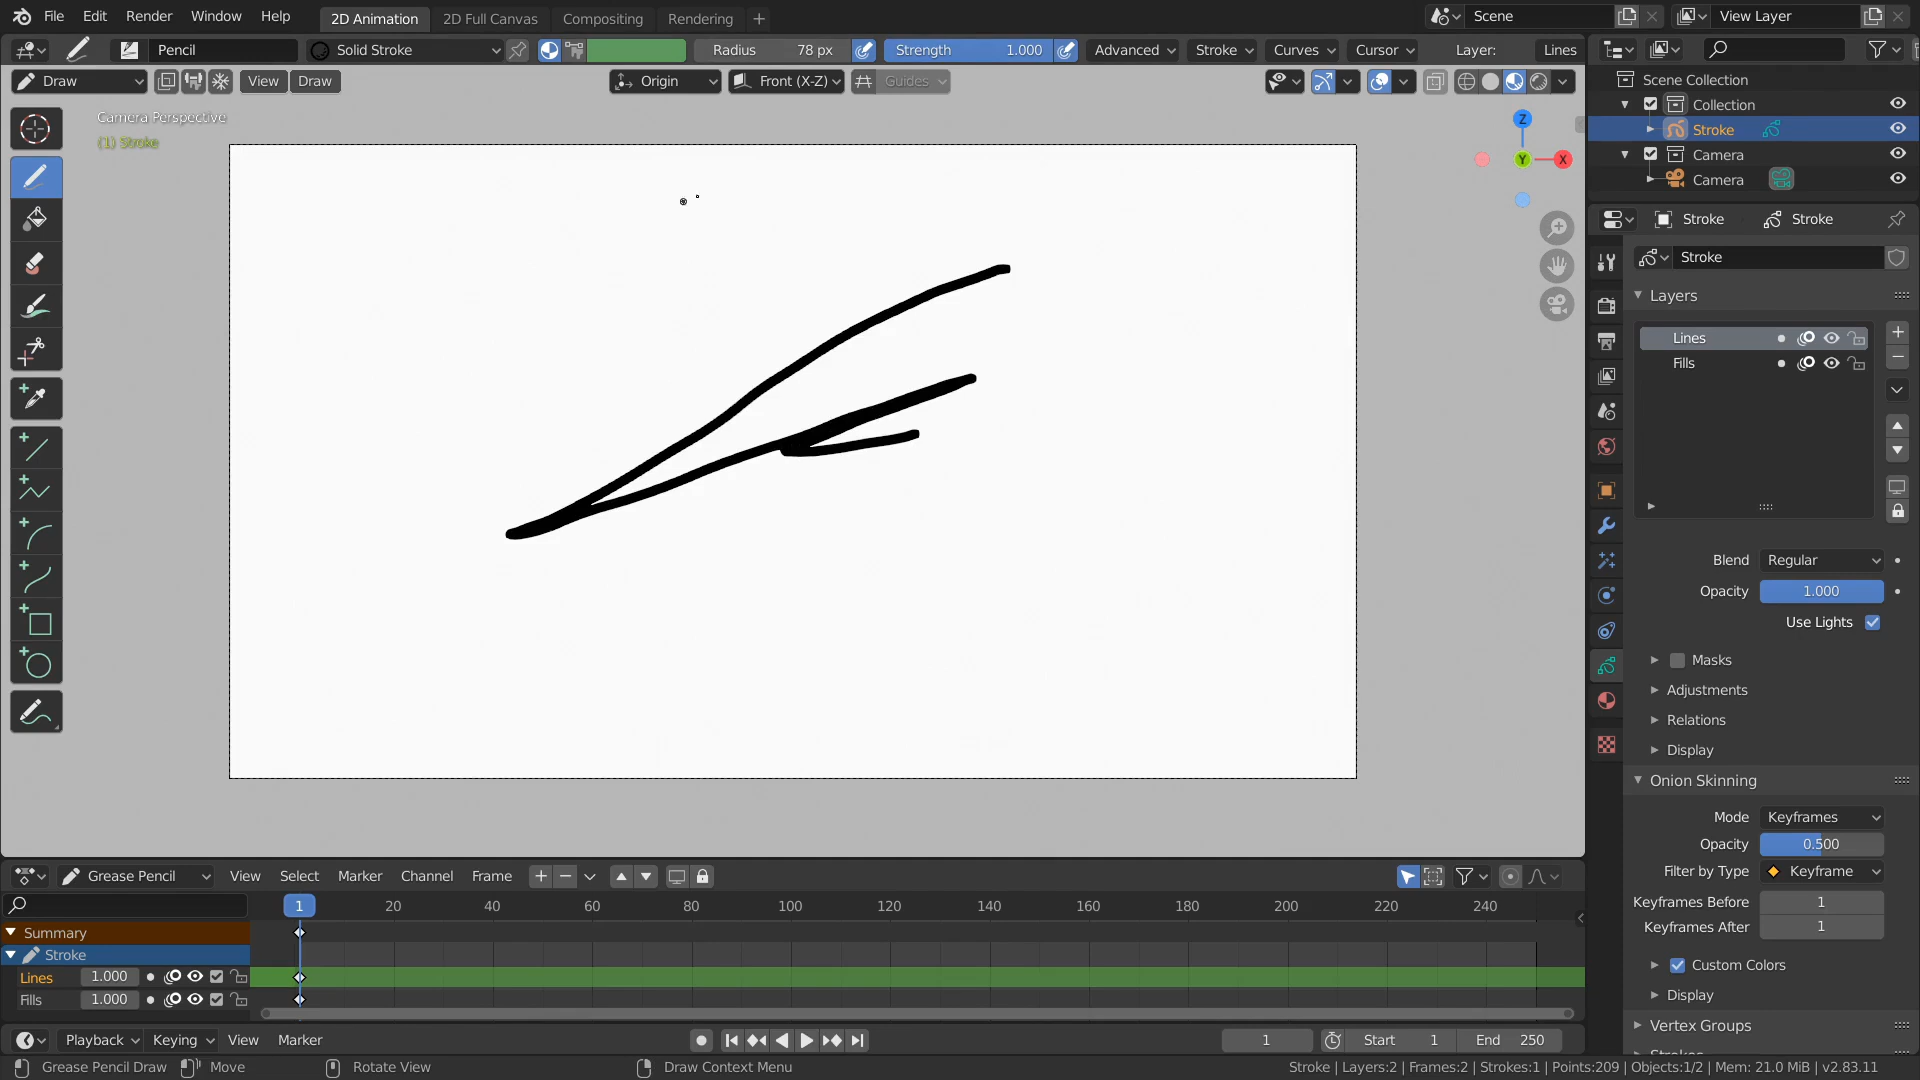 File Edit Render Window Help 2D Animation 2D Full Canvas Compositing Rendering + Scene View Layer
Pencil Solid Stroke Radius 78 px Strength 1.000 Advanced Stroke Curves Cursor Layer: Lines
Draw View Draw Origin Front (X-Z) Guides
Camera Perspective
(1) Stroke
Z
Y X
Scene Collection
Collection
Stroke
Camera
Camera
Stroke Stroke
Stroke
Layers
Lines
Fills
Blend Regular
Opacity 1.000
Use Lights
Masks
Adjustments
Relations
Display
Onion Skinning
Mode Keyframes
Opacity 0.500
Filter by Type Keyframe
Keyframes Before 1
Keyframes After 1
Custom Colors
Display
Vertex Groups
Strokes
Grease Pencil View Select Marker Channel Frame
1 20 40 60 80 100 120 140 160 180 200 220 240
Summary
Stroke
Lines 1.000
Fills 1.000
Playback Keying View Marker 1 Start 1 End 250
Grease Pencil Draw Move Rotate View Draw Context Menu Stroke | Layers:2 | Frames:2 | Strokes:1 | Points:209 | Objects:1/2 | Mem: 21.0 MiB | v2.83.11